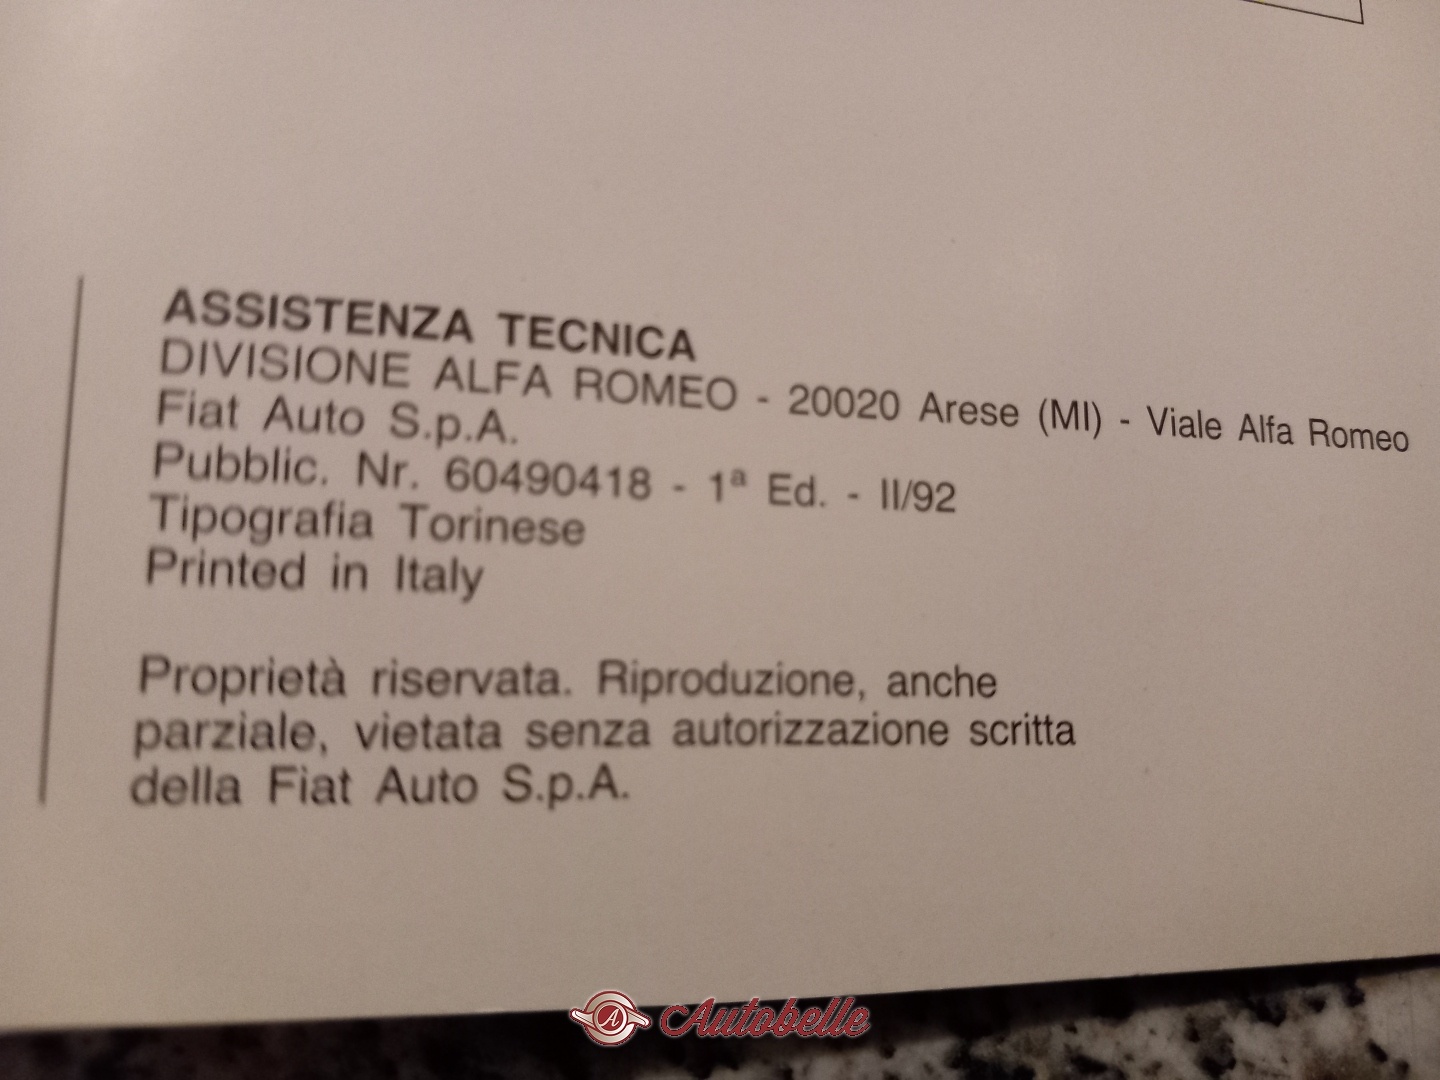 ASSISTENZA TECNICA
DIVISIONE ALFA ROMEO - 20020 Arese (MI) - Viale Alfa Romeo
Fiat Auto S.p.A.
Pubblic. Nr. 60490418 - 1ª Ed. - II/92
Tipografia Torinese
Printed in Italy
Proprietà riservata. Riproduzione, anche
parziale, vietata senza autorizzazione scritta
della Fiat Auto S.p.A.
A Autobelle